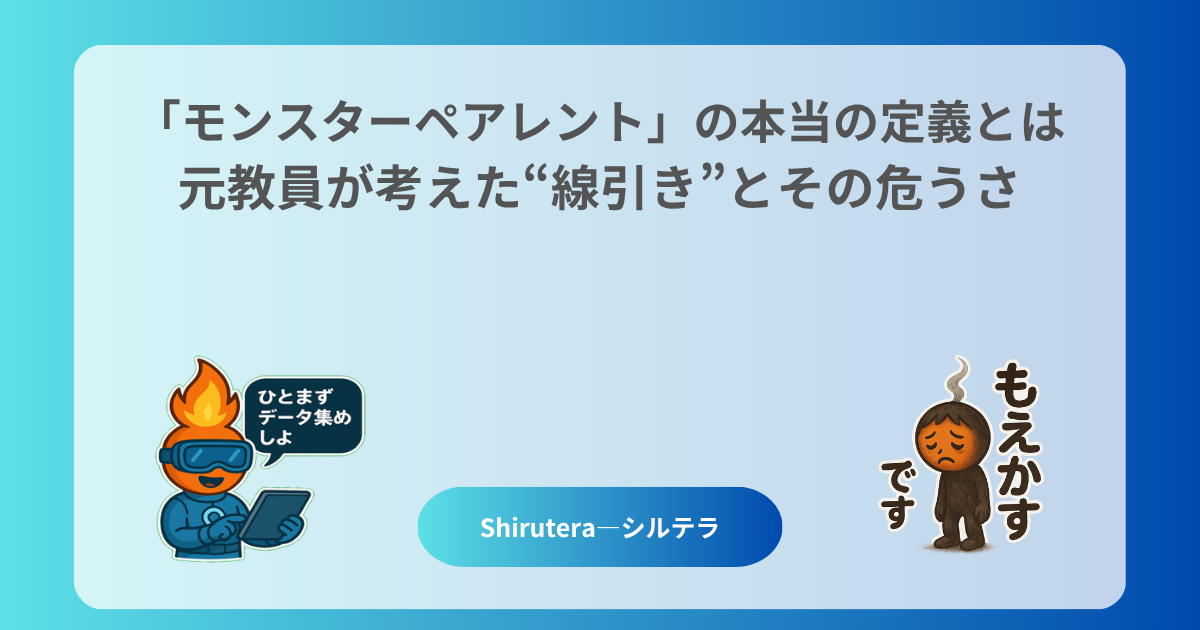 「モンスターペアレント」の本当の定義とは
元教員が考えた“線引き”とその危うさ
ひとまず
データ集め
しよ
もえかす
です
Shirutera―シルテラ